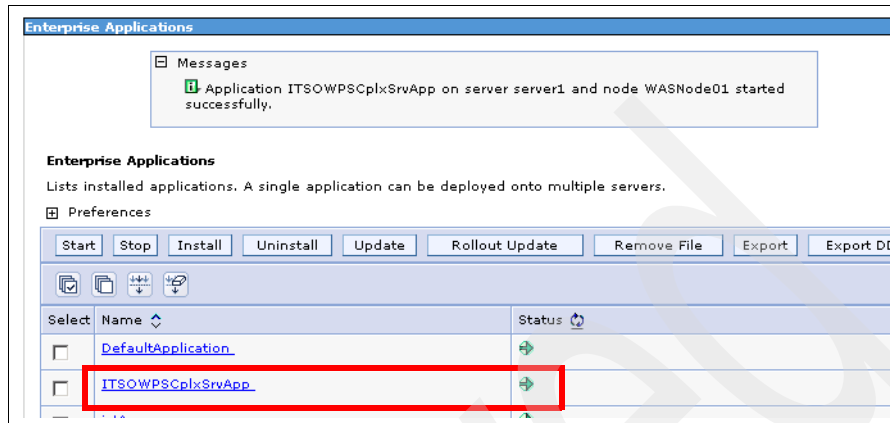 Enterprise Applications
Messages
Application ITSOWPSCplxSrvApp on server server1 and node WASNode01 started
successfully.
Enterprise Applications
Lists installed applications. A single application can be deployed onto multiple servers.
Preferences
Start Stop Install Uninstall Update Rollout Update Remove File Export Export DD
Select Name Status
DefaultApplication
ITSOWPSCplxSrvApp